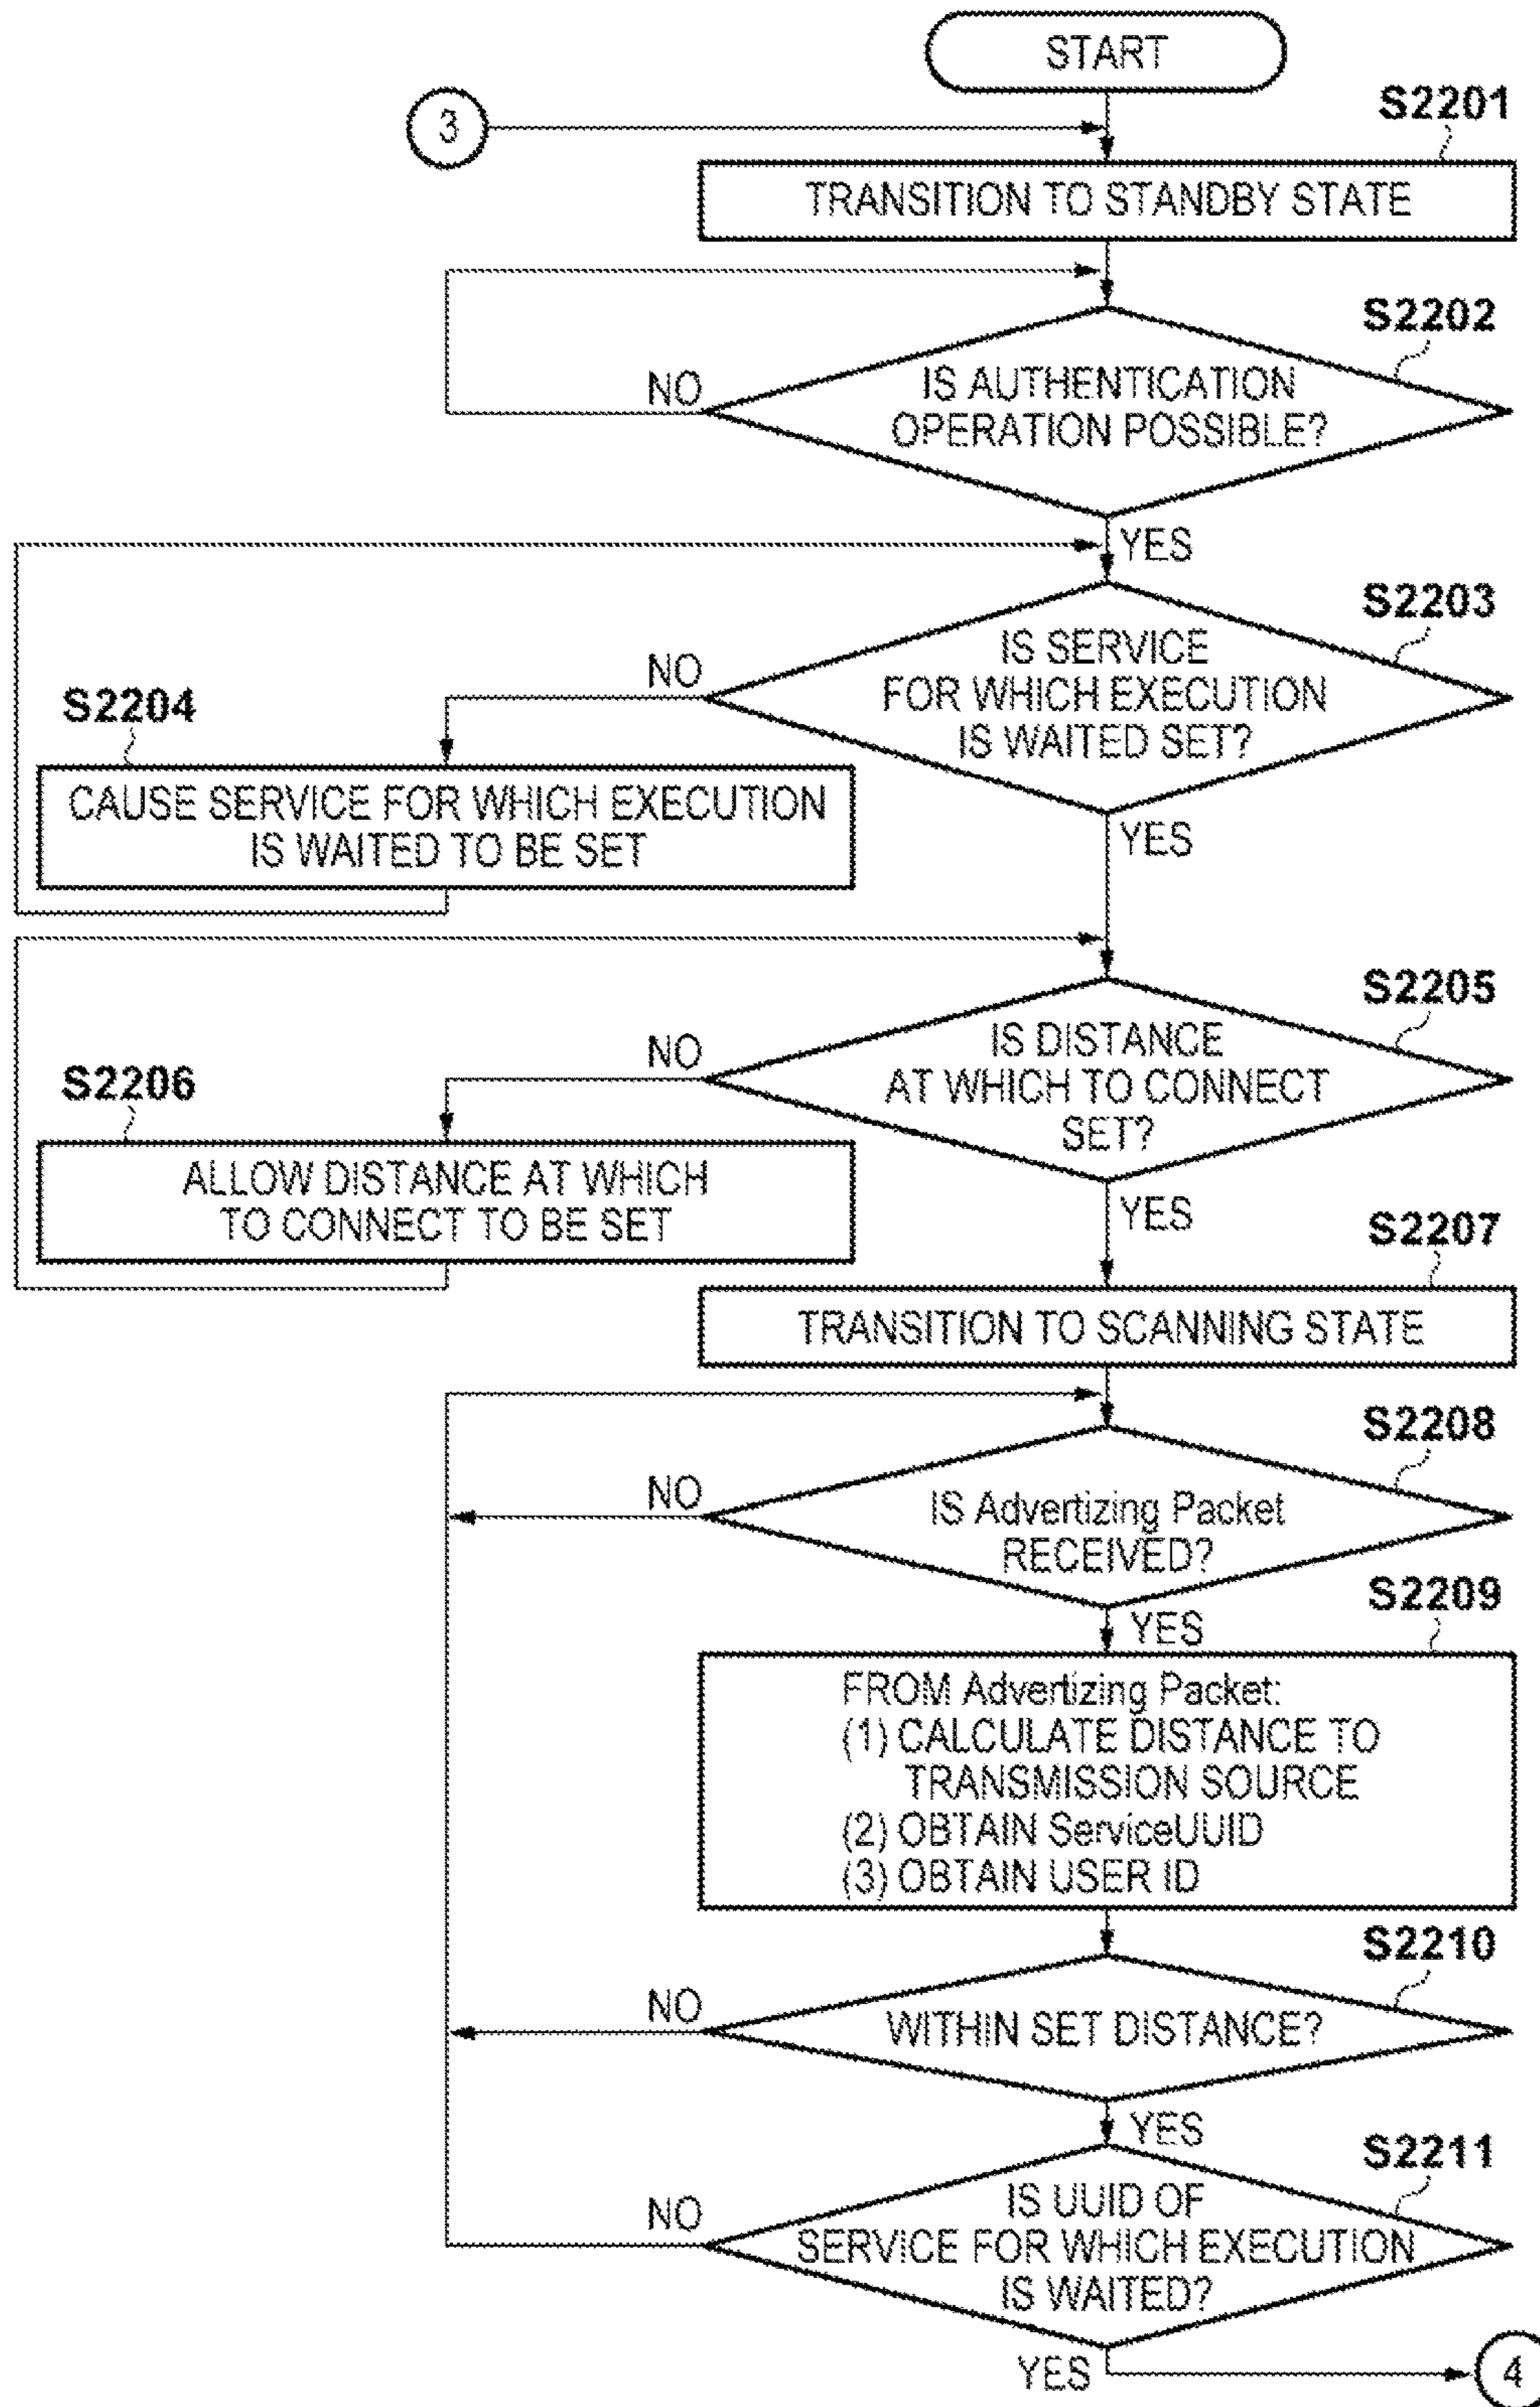 START
3
S2201
TRANSITION TO STANDBY STATE
S2202
NO
IS AUTHENTICATION
OPERATION POSSIBLE?
YES
S2203
NO
IS SERVICE
FOR WHICH EXECUTION
IS WAITED SET?
S2204
CAUSE SERVICE FOR WHICH EXECUTION
IS WAITED TO BE SET
YES
S2205
NO
IS DISTANCE
AT WHICH TO CONNECT
SET?
S2206
ALLOW DISTANCE AT WHICH
TO CONNECT TO BE SET
YES
S2207
TRANSITION TO SCANNING STATE
S2208
NO
IS Advertizing Packet
RECEIVED?
S2209
YES
FROM Advertizing Packet:
(1) CALCULATE DISTANCE TO
TRANSMISSION SOURCE
(2) OBTAIN ServiceUUID
(3) OBTAIN USER ID
S2210
NO
WITHIN SET DISTANCE?
YES
S2211
NO
IS UUID OF
SERVICE FOR WHICH EXECUTION
IS WAITED?
YES
4